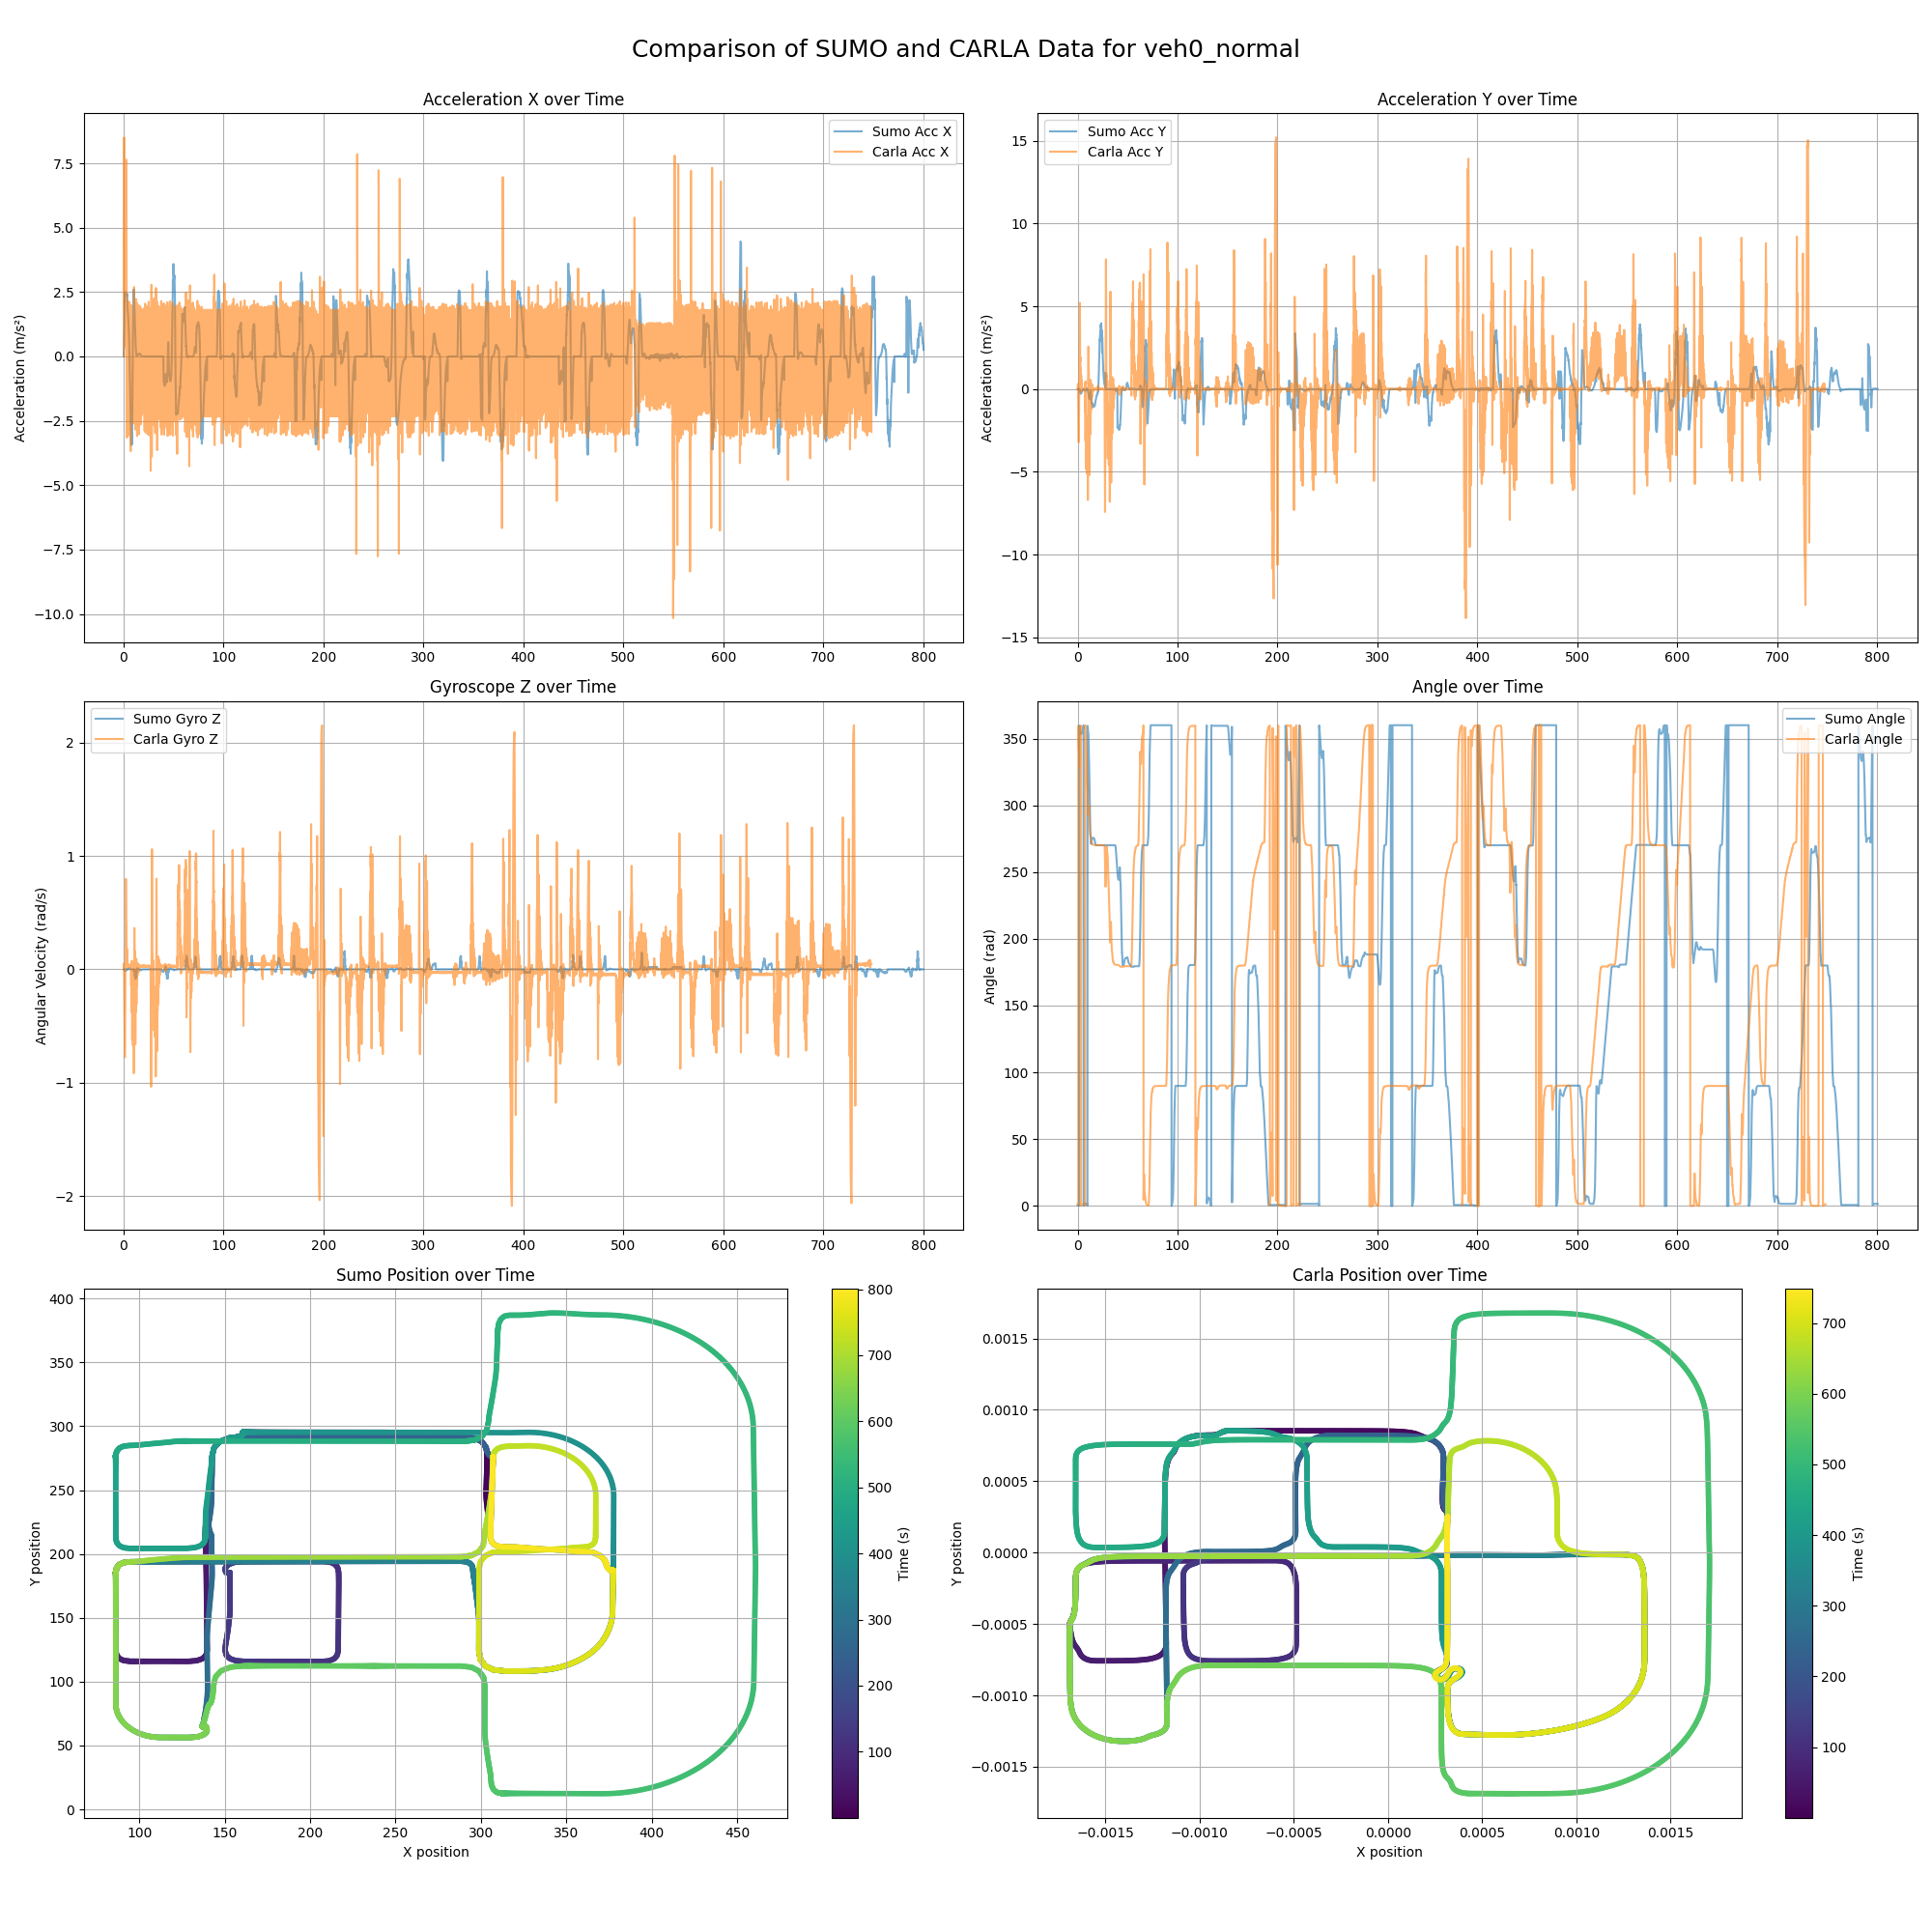 Comparison of SUMO and CARLA Data for veh0_normal
Acceleration X over Time
Sumo Acc X
Carla Acc X
Acceleration (m/s²)
7.5
5.0
2.5
0.0
−2.5
−5.0
−7.5
−10.0
0 100 200 300 400 500 600 700 800
Acceleration Y over Time
Sumo Acc Y
Carla Acc Y
Acceleration (m/s²)
15
10
5
0
−5
−10
−15
0 100 200 300 400 500 600 700 800
Gyroscope Z over Time
Sumo Gyro Z
Carla Gyro Z
Angular Velocity (rad/s)
2
1
0
−1
−2
0 100 200 300 400 500 600 700 800
Angle over Time
Sumo Angle
Carla Angle
Angle (rad)
350
300
250
200
150
100
50
0
0 100 200 300 400 500 600 700 800
Sumo Position over Time
Y position
400
350
300
250
200
150
100
50
0
100 150 200 250 300 350 400 450
X position
800
700
600
500
400
300
200
100
Time (s)
Carla Position over Time
Y position
0.0015
0.0010
0.0005
0.0000
−0.0005
−0.0010
−0.0015
−0.0015 −0.0010 −0.0005 0.0000 0.0005 0.0010 0.0015
X position
700
600
500
400
300
200
100
Time (s)